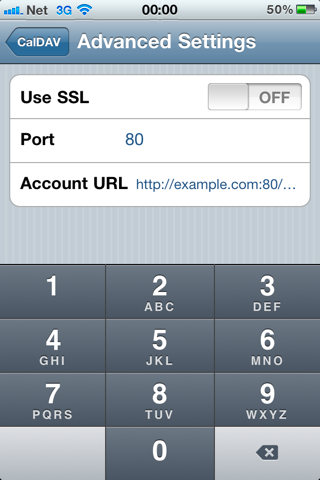 .Net 3G 00:00 50%
CalDAV Advanced Settings
Use SSL OFF
Port 80
Account URL http://example.com:80/...
1 2 3
ABC DEF
4 5 6
GHI JKL MNO
7 8 9
PQRS TUV WXYZ
0